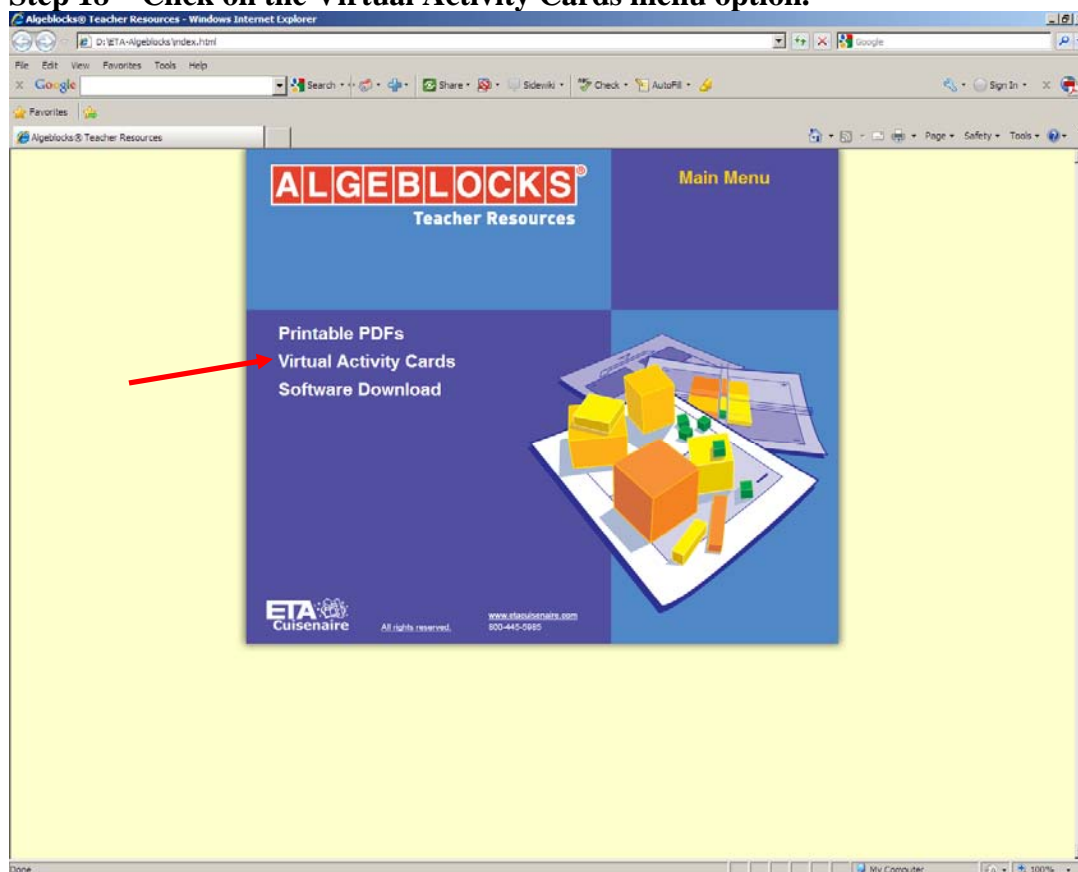 Step 18 – Click on the Virtual Activity Cards menu option.
Algeblocks® Teacher Resources - Windows Internet Explorer
D:\ETA-Algeblocks\index.html
Google
File Edit View Favorites Tools Help
x Google Search Share Sidewiki Check AutoFill Sign In x
Favorites
Algeblocks® Teacher Resources Page Safety Tools
ALGEBLOCKS®
Teacher Resources
Main Menu
Printable PDFs
Virtual Activity Cards
Software Download
ETA
Cuisenaire
All rights reserved.
www.etacuisenaire.com
800-445-5985
Done My Computer 100%